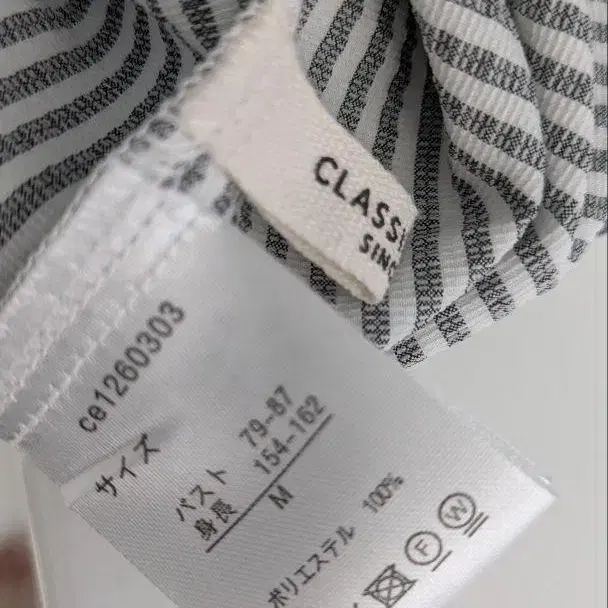 CLASS
SINC
ce1260303
サイズ
バスト 79-87
身長 154-162
M
ポリエステル 100%
F W